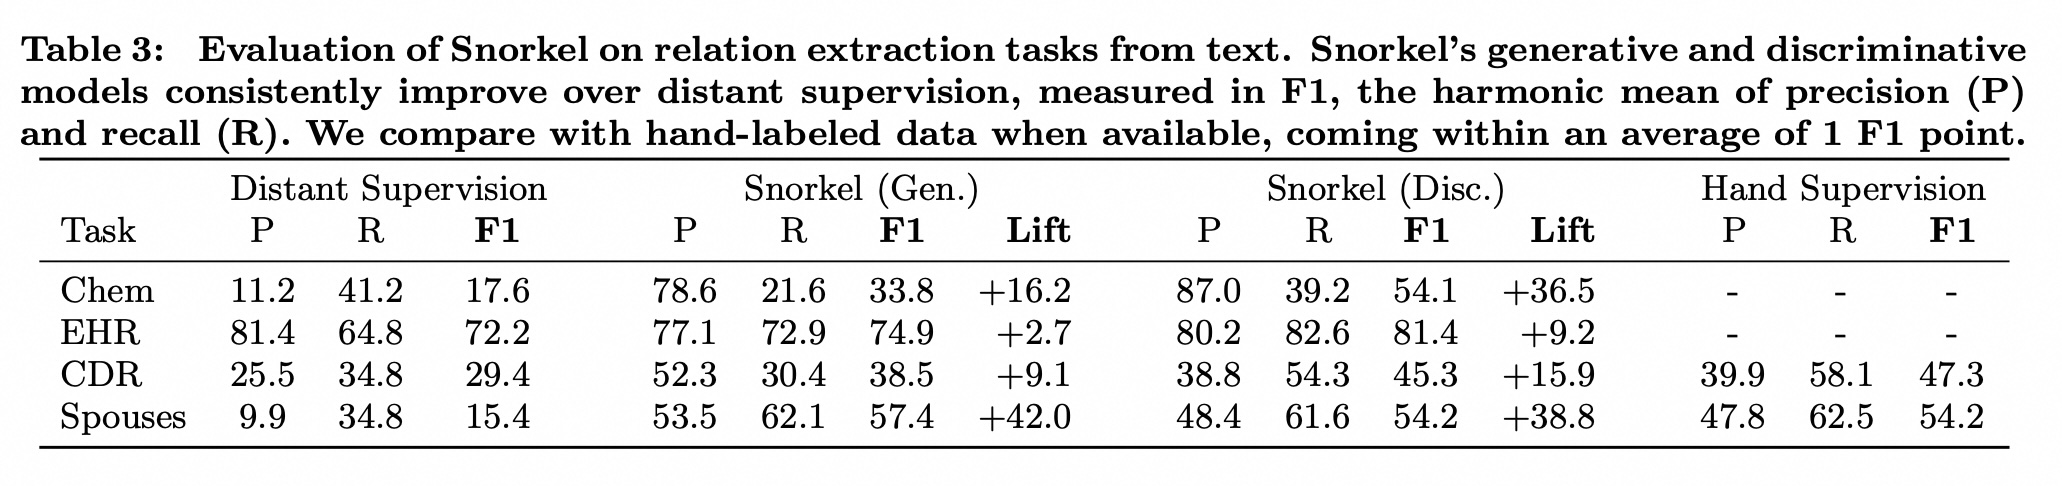 Table 3: Evaluation of Snorkel on relation extraction tasks from text. Snorkel's generative and discriminative
models consistently improve over distant supervision, measured in F1, the harmonic mean of precision (P)
and recall (R). We compare with hand-labeled data when available, coming within an average of 1 F1 point.
Distant Supervision Snorkel (Gen.) Snorkel (Disc.) Hand Supervision
Task P R F1 P R F1 Lift P R F1 Lift P R F1
Chem 11.2 41.2 17.6 78.6 21.6 33.8 +16.2 87.0 39.2 54.1 +36.5 - - -
EHR 81.4 64.8 72.2 77.1 72.9 74.9 +2.7 80.2 82.6 81.4 +9.2 - - -
CDR 25.5 34.8 29.4 52.3 30.4 38.5 +9.1 38.8 54.3 45.3 +15.9 39.9 58.1 47.3
Spouses 9.9 34.8 15.4 53.5 62.1 57.4 +42.0 48.4 61.6 54.2 +38.8 47.8 62.5 54.2